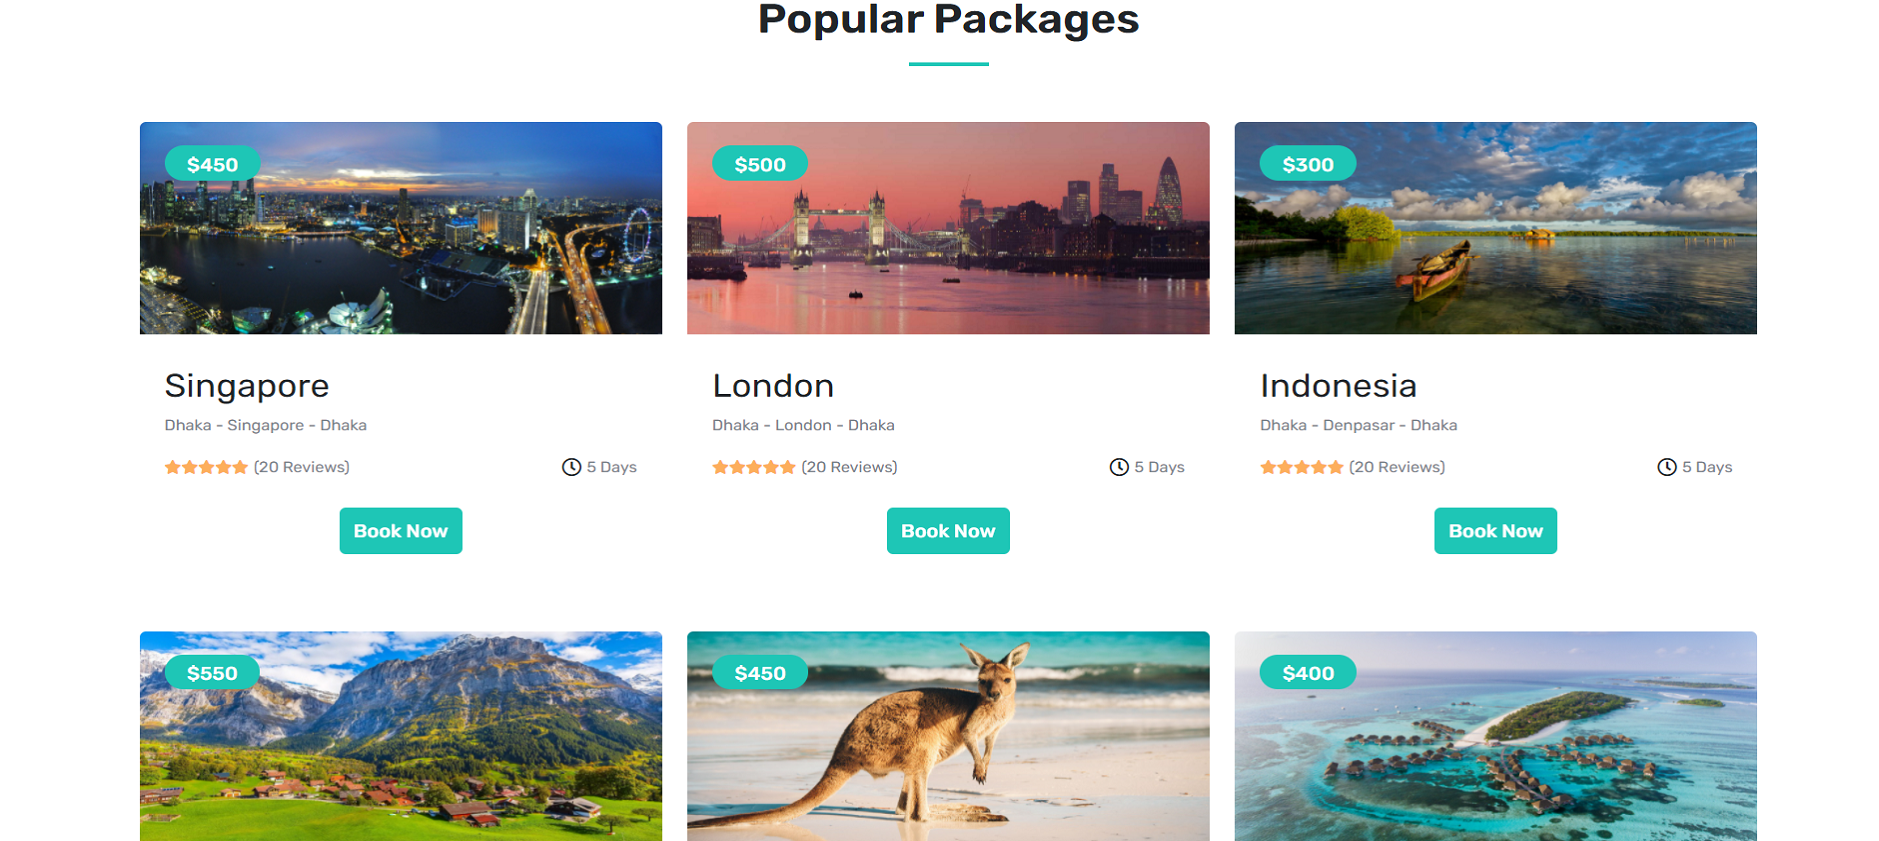 Popular Packages
$450
$500
$300
Singapore
London
Indonesia
Dhaka - Singapore - Dhaka
Dhaka - London - Dhaka
Dhaka - Denpasar - Dhaka
(20 Reviews) 5 Days
(20 Reviews) 5 Days
(20 Reviews) 5 Days
Book Now
Book Now
Book Now
$550
$450
$400